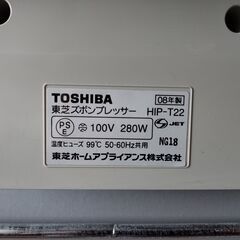 TOSHIBA 08年製
東芝ズボンプレッサー HIP-T22
PS E 100V 280W JET
温度ヒューズ 99℃ 50-60Hz共用 NG18
東芝ホームアプライアンス株式会社